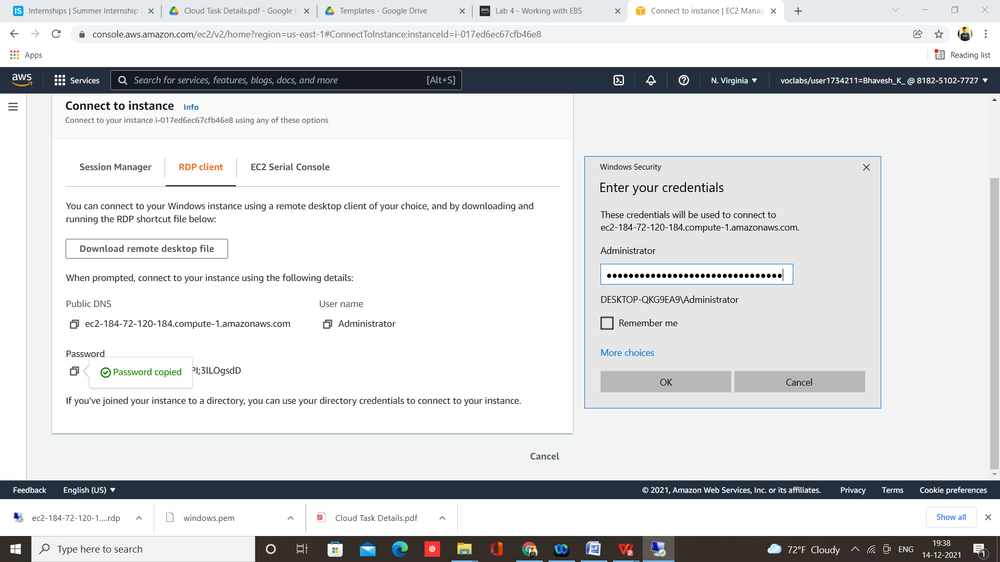 Internships | Summer Internship 2
Cloud Task Details.pdf - Google D
Templates - Google Drive
aws Lab 4 - Working with EBS
Connect to instance | EC2 Manag
console.aws.amazon.com/ec2/v2/home?region=us-east-1#ConnectToInstance:instanceId=i-017ed6ec67cfb46e8
Apps
Reading list
aws
Services
Search for services, features, blogs, docs, and more [Alt+S]
N. Virginia
voclabs/user1734211=Bhavesh_K_ @ 8182-5102-7727
Connect to instance Info
Connect to your instance i-017ed6ec67cfb46e8 using any of these options
Session Manager
RDP client
EC2 Serial Console
You can connect to your Windows instance using a remote desktop client of your choice, and by downloading and
running the RDP shortcut file below:
Download remote desktop file
When prompted, connect to your instance using the following details:
Public DNS
ec2-184-72-120-184.compute-1.amazonaws.com
User name
Administrator
Password
Password copied
PI;3lLOgsdD
If you've joined your instance to a directory, you can use your directory credentials to connect to your instance.
Cancel
Windows Security
Enter your credentials
These credentials will be used to connect to
ec2-184-72-120-184.compute-1.amazonaws.com.
Administrator
DESKTOP-QKG9EA9\Administrator
Remember me
More choices
OK
Cancel
Feedback
English (US)
© 2021, Amazon Web Services, Inc. or its affiliates.
Privacy
Terms
Cookie preferences
ec2-184-72-120-1....rdp
windows.pem
Cloud Task Details.pdf
Show all
Type here to search
72°F Cloudy
ENG
19:38
14-12-2021
1